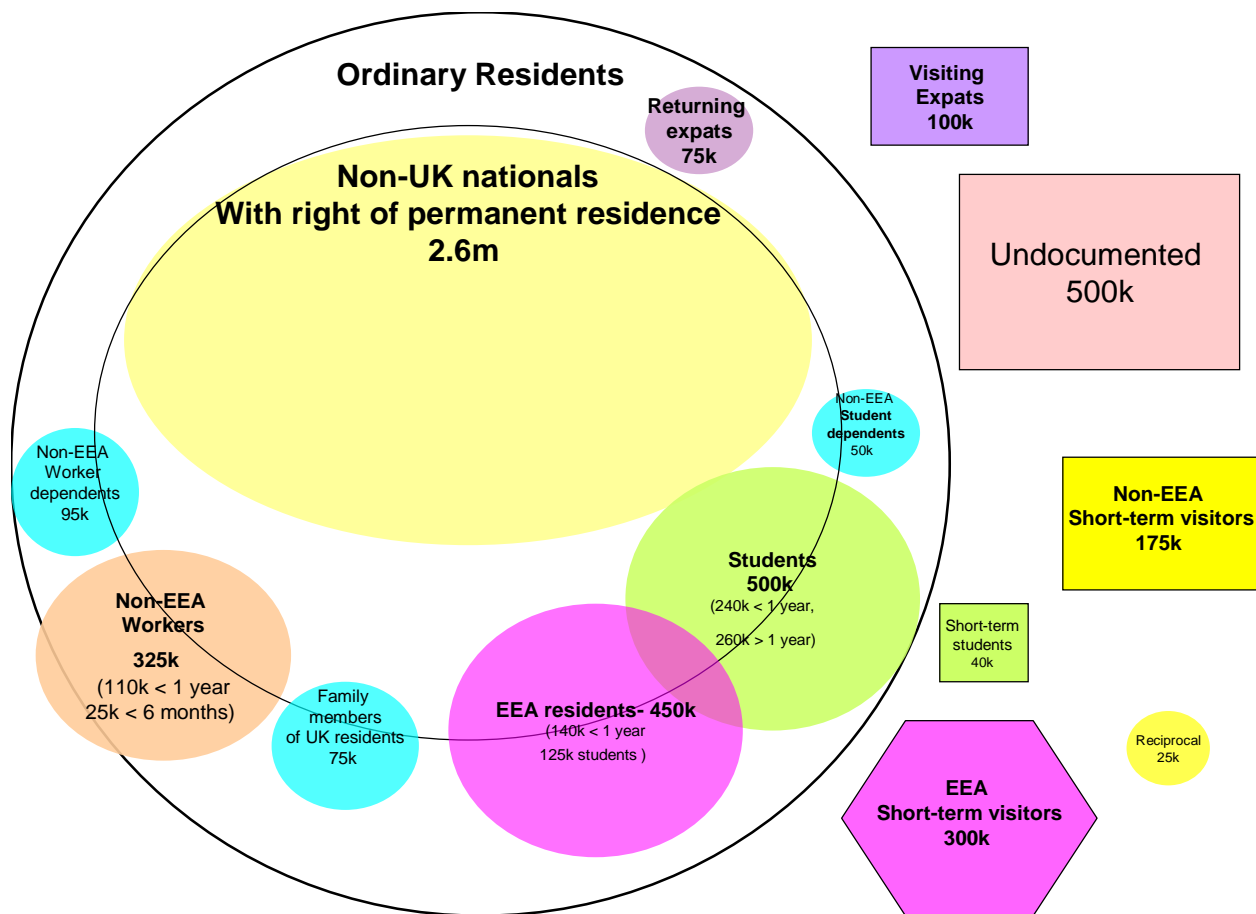 Ordinary Residents
Returning
expats
75k
Visiting
Expats
100k
Non-UK nationals
With right of permanent residence
2.6m
Undocumented
500k
Non-EEA
Student
dependents
50k
Non-EEA
Worker
dependents
95k
Non-EEA
Short-term visitors
175k
Students
500k
(240k < 1 year,
260k > 1 year)
Non-EEA
Workers
325k
(110k < 1 year
25k < 6 months)
Short-term
students
40k
Family
members
of UK residents
75k
EEA residents- 450k
(140k < 1 year
125k students )
Reciprocal
25k
EEA
Short-term visitors
300k